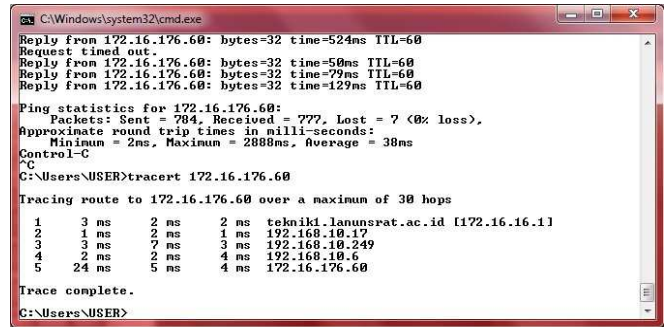 C:\Windows\system32\cmd.exe
Reply from 172.16.176.60: bytes=32 time=524ms TTL=60
Request timed out.
Reply from 172.16.176.60: bytes=32 time=50ms TTL=60
Reply from 172.16.176.60: bytes=32 time=79ms TTL=60
Reply from 172.16.176.60: bytes=32 time=129ms TTL=60
Ping statistics for 172.16.176.60:
Packets: Sent = 784, Received = 777, Lost = 7 (0% loss),
Approximate round trip times in milli-seconds:
Minimum = 2ms, Maximum = 2888ms, Average = 38ms
Control-C
^C
C:\Users\USER>tracert 172.16.176.60
Tracing route to 172.16.176.60 over a maximum of 30 hops
1 3 ms 2 ms 2 ms teknik1.lanunsrat.ac.id [172.16.16.1]
2 1 ms 2 ms 1 ms 192.168.10.17
3 3 ms 7 ms 3 ms 192.168.10.249
4 2 ms 2 ms 4 ms 192.168.10.6
5 24 ms 5 ms 4 ms 172.16.176.60
Trace complete.
C:\Users\USER>